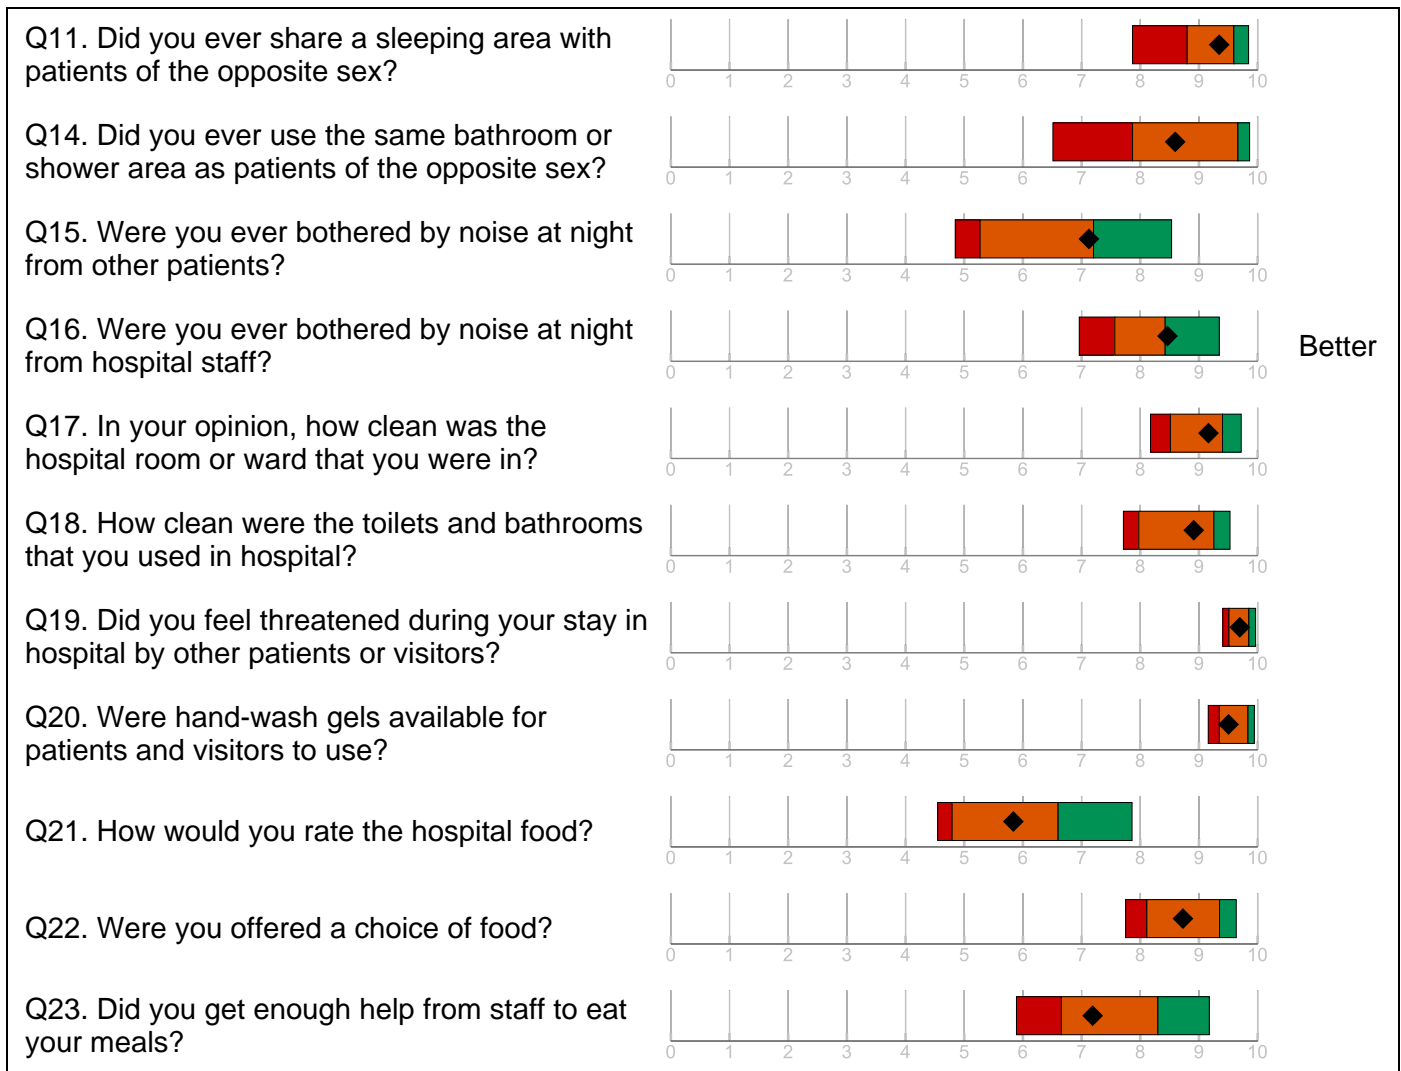 Q11. Did you ever share a sleeping area with
patients of the opposite sex?
0 1 2 3 4 5 6 7 8 9 10
Q14. Did you ever use the same bathroom or
shower area as patients of the opposite sex?
0 1 2 3 4 5 6 7 8 9 10
Q15. Were you ever bothered by noise at night
from other patients?
0 1 2 3 4 5 6 7 8 9 10
Q16. Were you ever bothered by noise at night
from hospital staff?
Better
0 1 2 3 4 5 6 7 8 9 10
Q17. In your opinion, how clean was the
hospital room or ward that you were in?
0 1 2 3 4 5 6 7 8 9 10
Q18. How clean were the toilets and bathrooms
that you used in hospital?
0 1 2 3 4 5 6 7 8 9 10
Q19. Did you feel threatened during your stay in
hospital by other patients or visitors?
0 1 2 3 4 5 6 7 8 9 10
Q20. Were hand-wash gels available for
patients and visitors to use?
0 1 2 3 4 5 6 7 8 9 10
Q21. How would you rate the hospital food?
0 1 2 3 4 5 6 7 8 9 10
Q22. Were you offered a choice of food?
0 1 2 3 4 5 6 7 8 9 10
Q23. Did you get enough help from staff to eat
your meals?
0 1 2 3 4 5 6 7 8 9 10